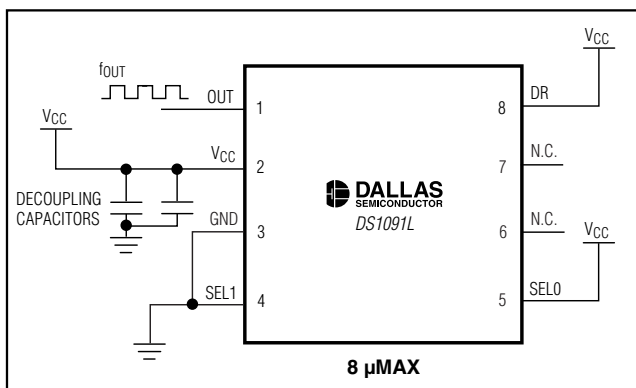 fOUT
OUT
1
VCC
VCC
2
DECOUPLING
CAPACITORS
GND
3
SEL1
4
DALLAS
SEMICONDUCTOR
DS1091L
VCC
8
DR
7
N.C.
6
N.C.
VCC
5
SEL0
8 µMAX